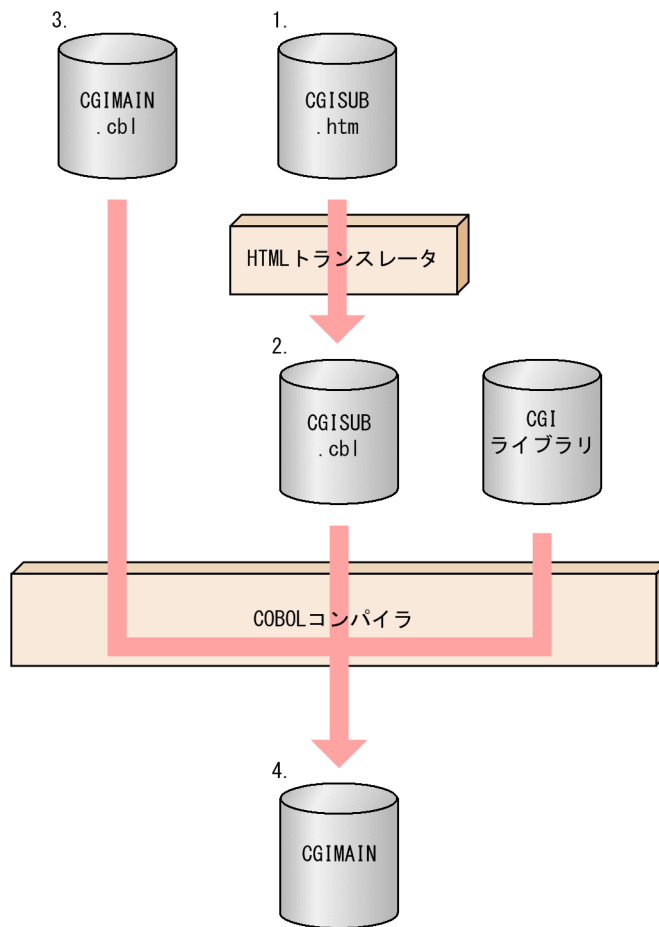 3.
CGIMAIN
.cbl
1.
CGISUB
.htm
HTMLトランスレータ
2.
CGISUB
.cbl
CGI
ライブラリ
COBOLコンパイラ
4.
CGIMAIN